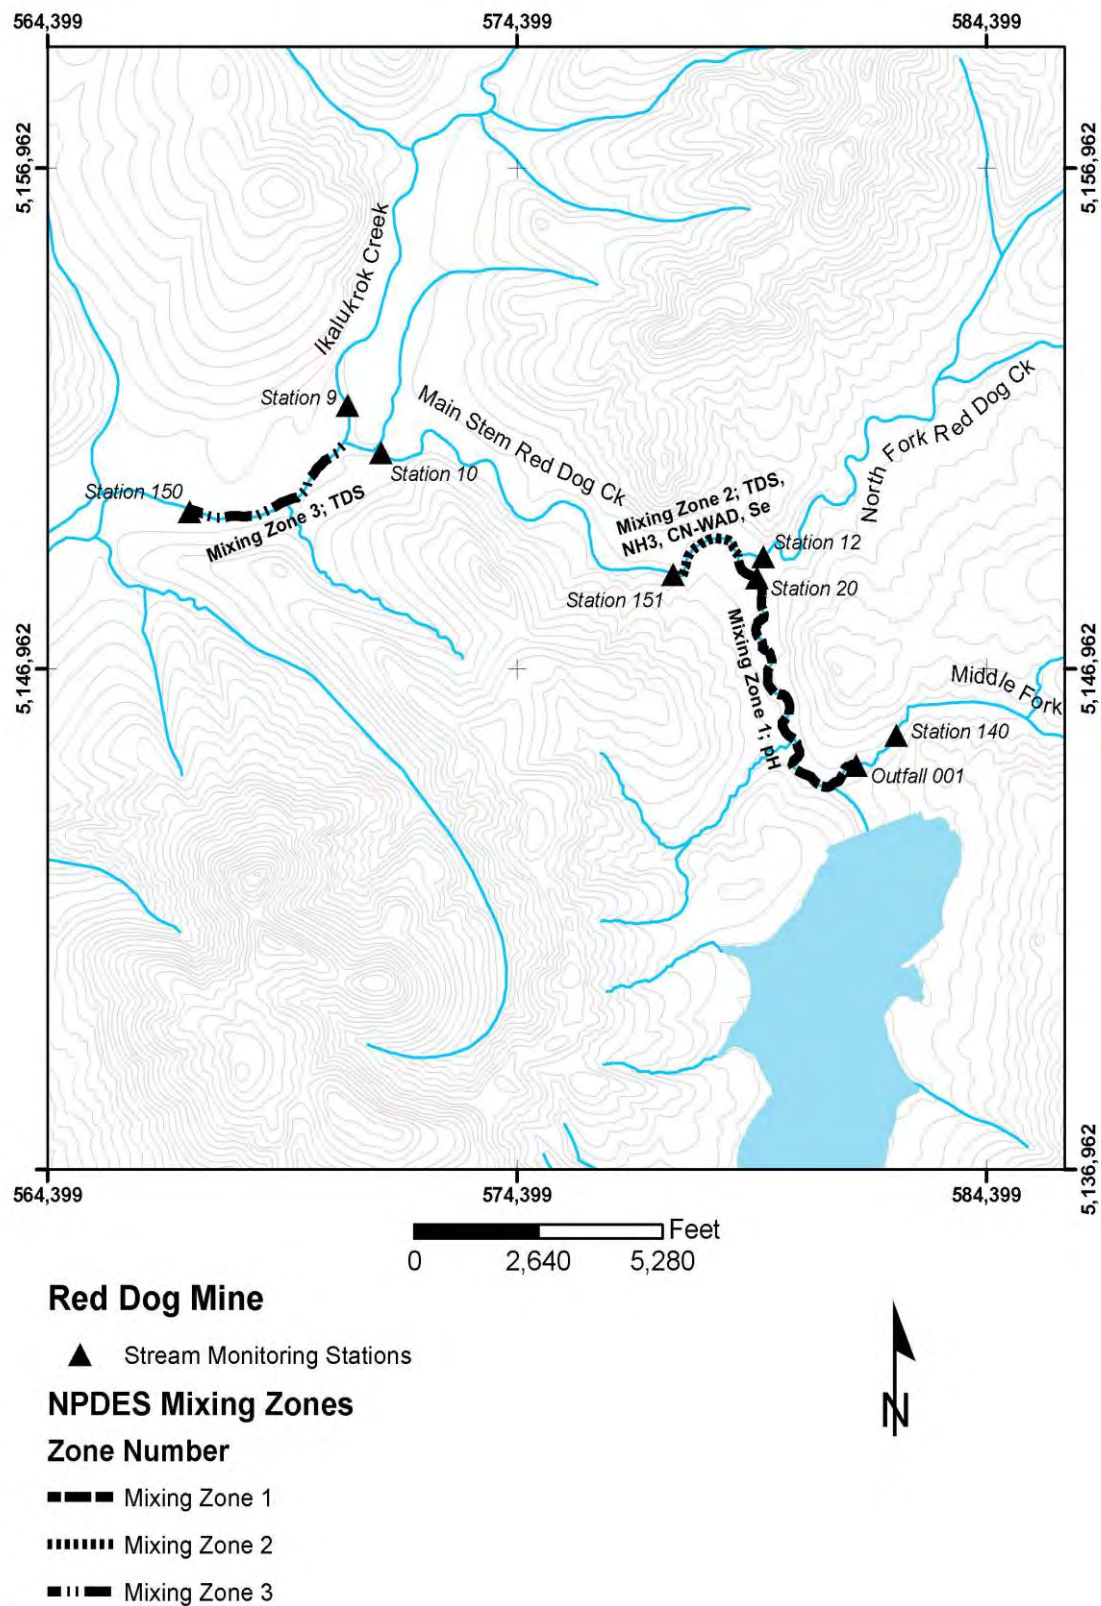 564,399
574,399
584,399
5,156,962
5,156,962
Ikalukrok Creek
Station 9
Main Stem Red Dog Ck
North Fork Red Dog Ck
Station 10
Station 150
Mixing Zone 3; TDS
Mixing Zone 2; TDS,
NH3, CN-WAD, Se
Station 12
Station 151
Station 20
5,146,962
5,146,962
Mixing Zone 1; pH
Middle Fork
Station 140
Outfall 001
5,136,962
564,399
574,399
584,399
Feet
0
2,640
5,280
Red Dog Mine
Stream Monitoring Stations
NPDES Mixing Zones
Zone Number
Mixing Zone 1
Mixing Zone 2
Mixing Zone 3
N